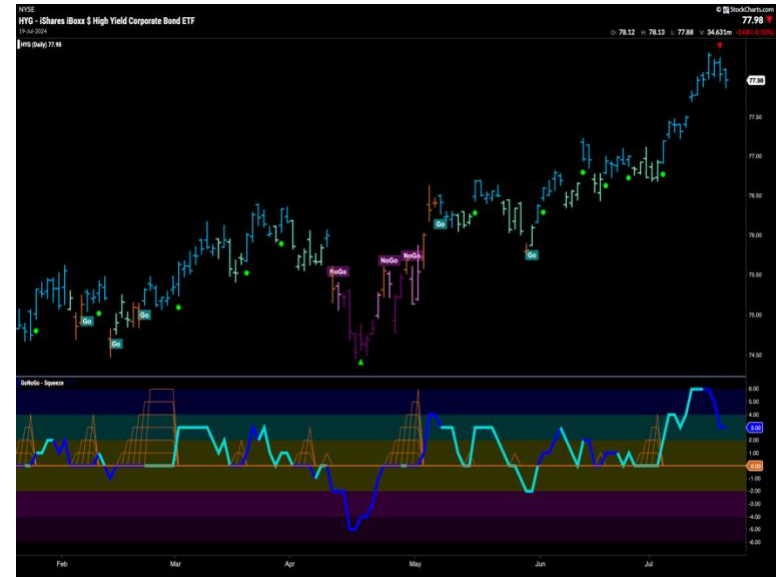 NYSE © StockCharts.com
HYG - iShares iBoxx $ High Yield Corporate Bond ETF 77.98
19-Jul-2024 O: 78.12 H: 78.13 L: 77.88 V: 34.631m
HYG (Daily) 77.98
77.98
77.50
77.00
76.50
76.00
75.50
75.00
74.50
Go
Go
Go
NoGo
NoGo
NoGo
Go
Go
GoNoGo - Squeeze
6.00
4.00
3.00
2.00
1.00
0.00
-1.00
-2.00
-3.00
-4.00
-5.00
-6.00
Feb Mar Apr May Jun Jul